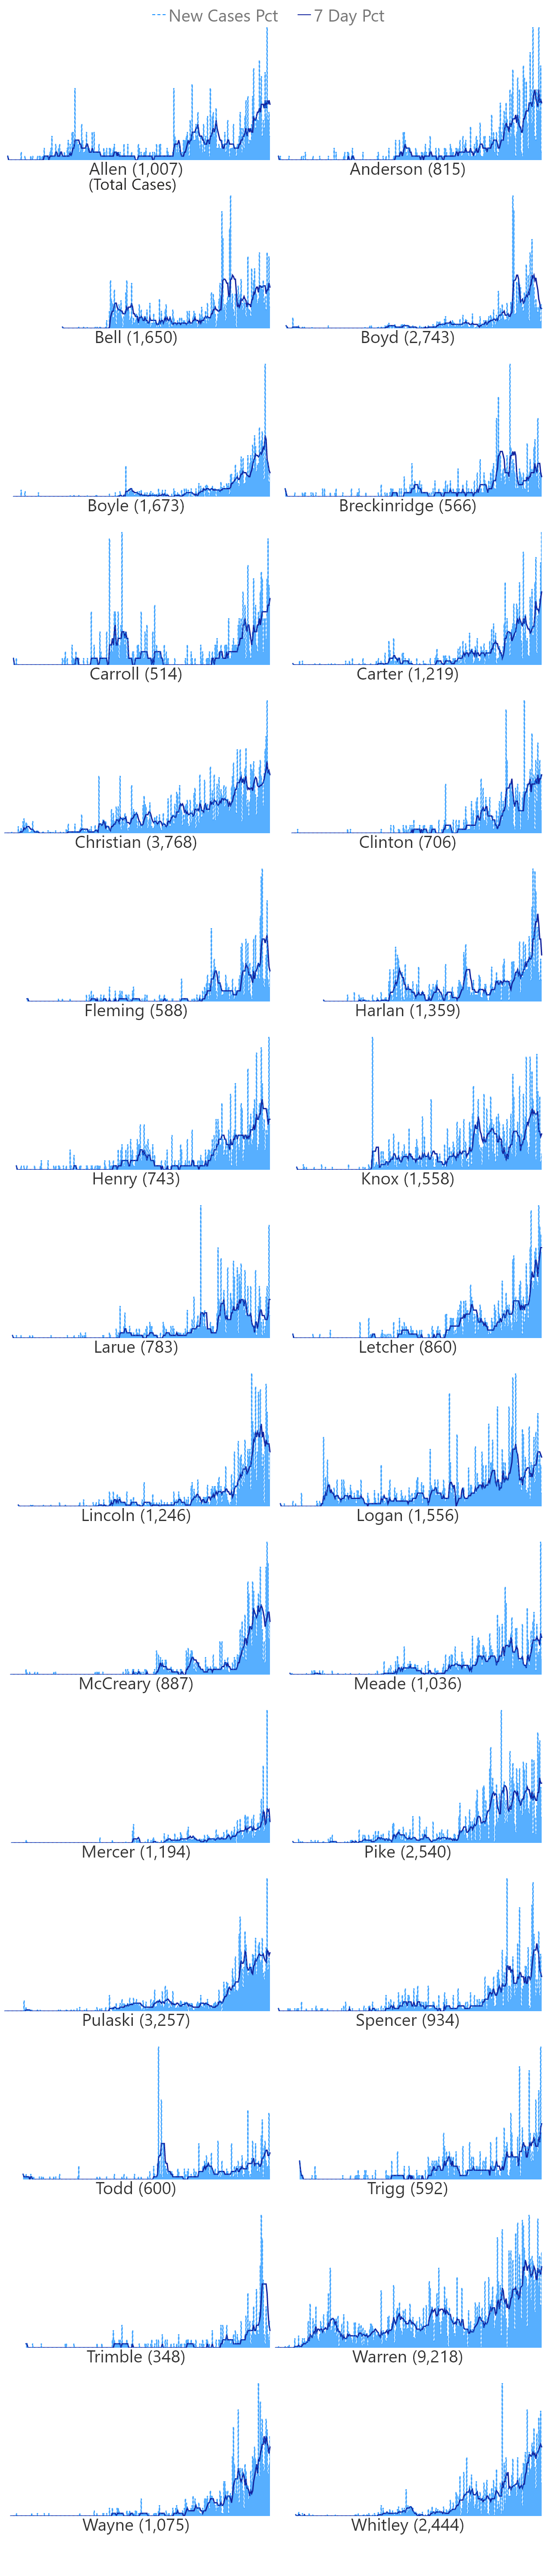 New Cases Pct 7 Day Pct
Allen (1,007) Anderson (815)
(Total Cases)
Bell (1,650) Boyd (2,743)
Boyle (1,673) Breckinridge (566)
Carroll (514) Carter (1,219)
Christian (3,768) Clinton (706)
Fleming (588) Harlan (1,359)
Henry (743) Knox (1,558)
Larue (783) Letcher (860)
Lincoln (1,246) Logan (1,556)
McCreary (887) Meade (1,036)
Mercer (1,194) Pike (2,540)
Pulaski (3,257) Spencer (934)
Todd (600) Trigg (592)
Trimble (348) Warren (9,218)
Wayne (1,075) Whitley (2,444)